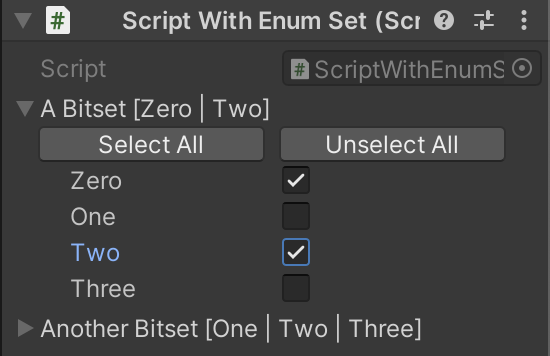 # Script With Enum Set (Scr
Script # ScriptWithEnumS
A Bitset [Zero | Two]
Select All Unselect All
Zero
One
Two
Three
Another Bitset [One | Two | Three]